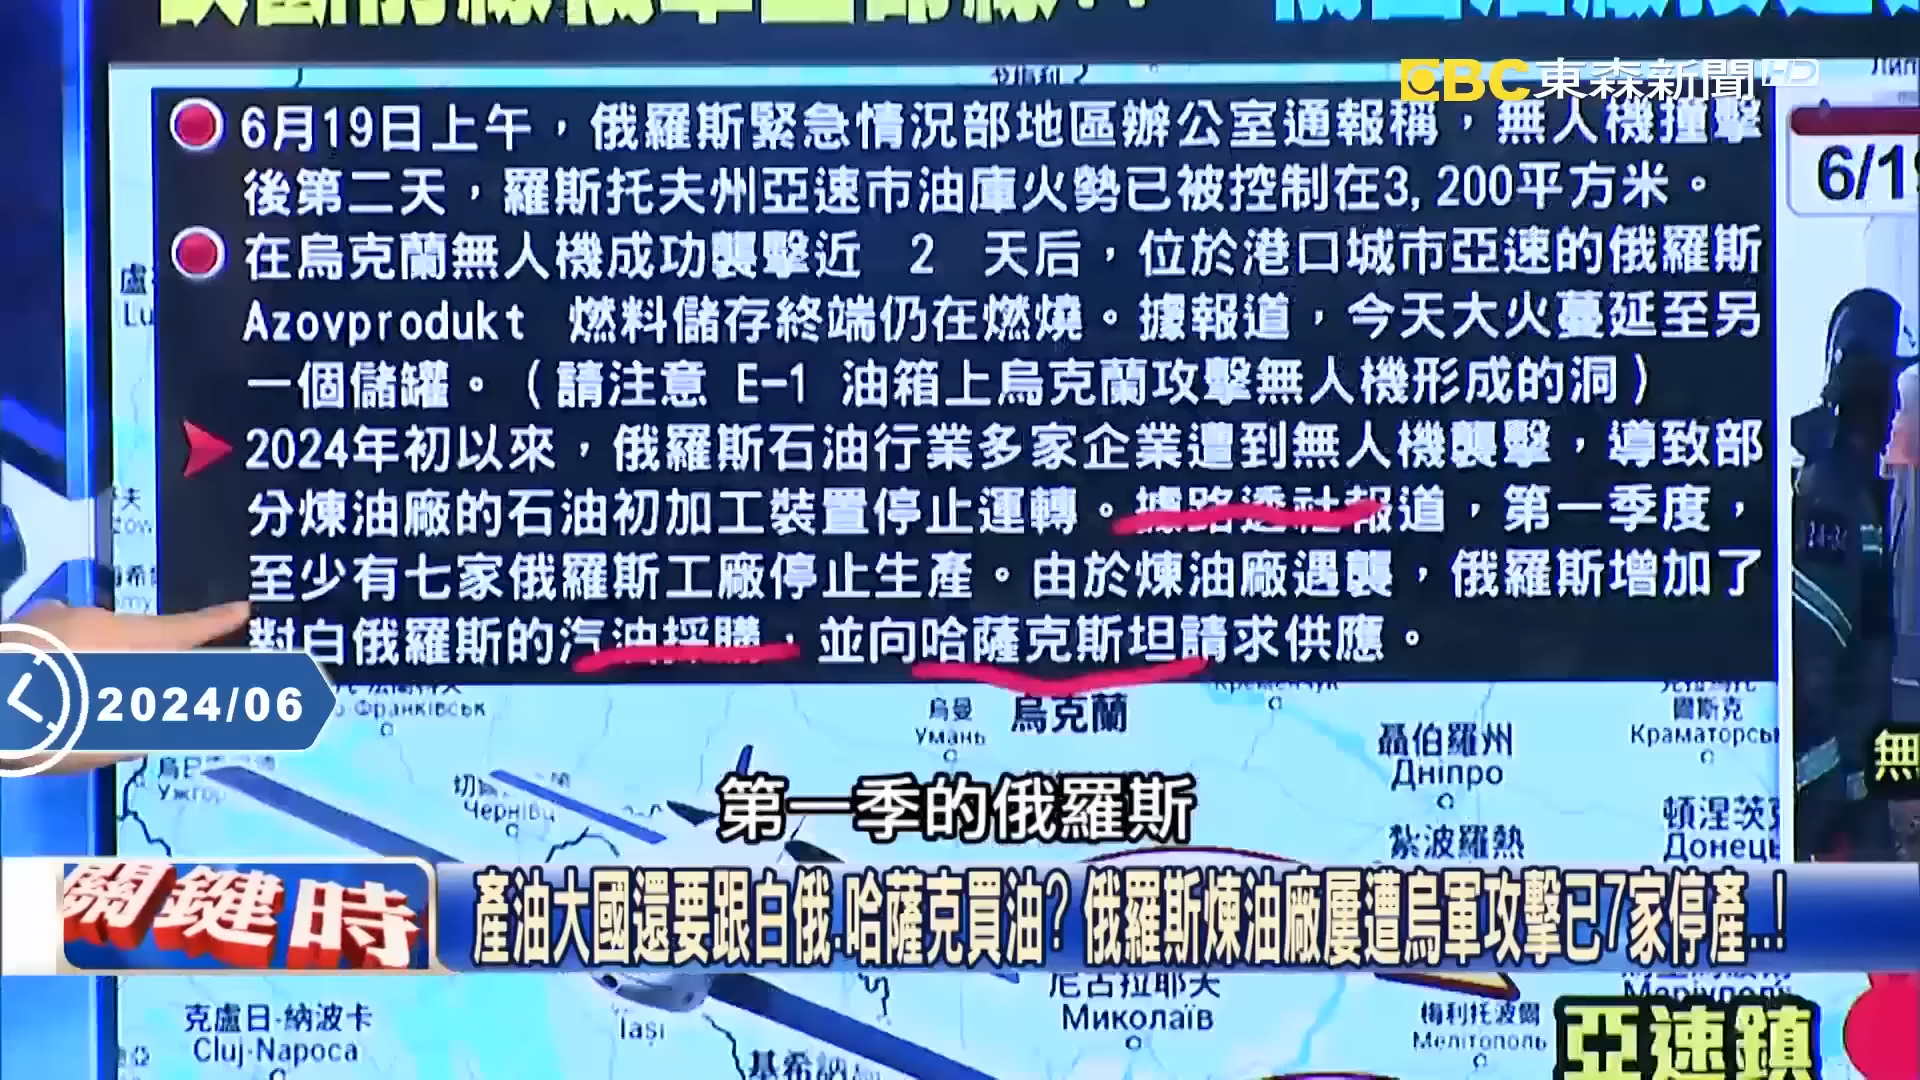 EBC 東森新聞 HD
6月19日上午，俄羅斯緊急情況部地區辦公室通報稱，無人機撞擊
後第二天，羅斯托夫州亞速市油庫火勢已被控制在3,200平方米。
在烏克蘭無人機成功襲擊近 2 天后，位於港口城市亞速的俄羅斯
Azovprodukt 燃料儲存終端仍在燃燒。據報道，今天大火蔓延至另
一個儲罐。（請注意 E-1 油箱上烏克蘭攻擊無人機形成的洞）
2024年初以來，俄羅斯石油行業多家企業遭到無人機襲擊，導致部
分煉油廠的石油初加工裝置停止運轉。據路透社報道，第一季度，
至少有七家俄羅斯工廠停止生產。由於煉油廠遇襲，俄羅斯增加了
對白俄羅斯的汽油採購，並向哈薩克斯坦請求供應。
6/19
2024/06
烏曼
Умань
烏克蘭
聶伯羅州
Дніпро
圖斯克
Краматорськ
無
Чернівці
第一季的俄羅斯
紮波羅熱
頓涅茨克
Донецьк
關鍵時
產油大國還要跟白俄.哈薩克買油？俄羅斯煉油廠屢遭烏軍攻擊已7家停產..!
克盧日-納波卡
Cluj-Napoca
Iași
尼古拉耶夫
Миколаїв
梅利托波爾
Мелітополь
亞速鎮